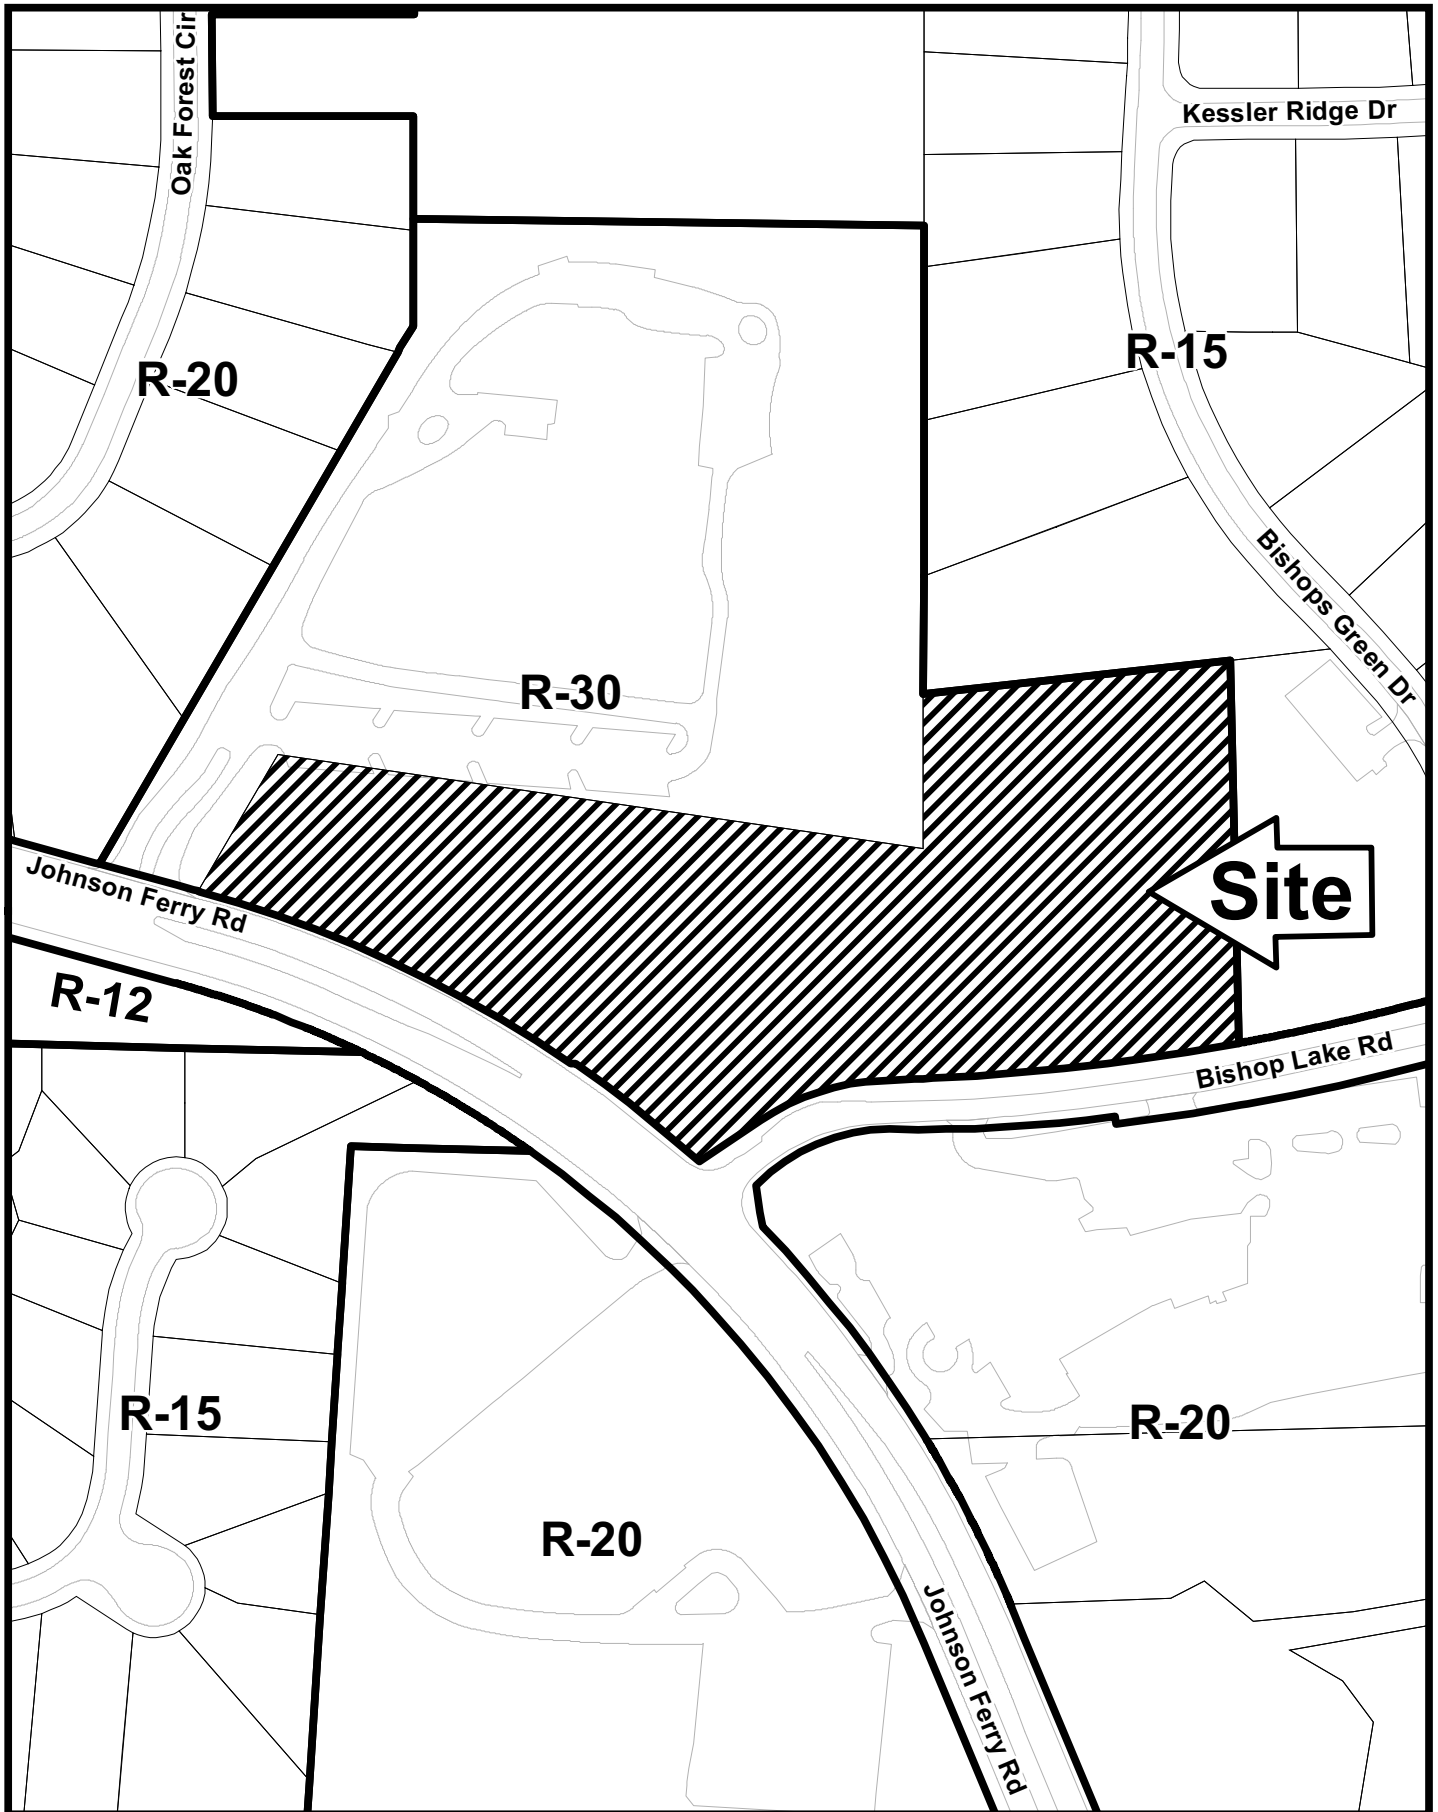 Oak Forest Cir
Kessler Ridge Dr
R-20
R-15
Bishops Green Dr
R-30
Johnson Ferry Rd
Site
R-12
Bishop Lake Rd
R-15
R-20
R-20
Johnson Ferry Rd